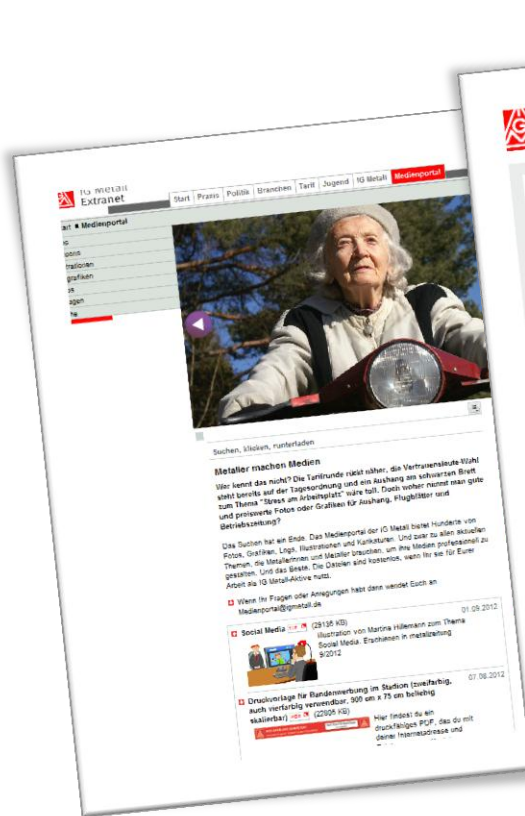 IG Metall
Extranet
Start Praxis Politik Branchen Tarif Jugend IG Metall Medienportal
art ■ Medienportal
trationen
grafiken
Suchen, klicken, runterladen
Metaller machen Medien
Wer kennt das nicht? Die Tarifrunde rückt näher, die Vertrauensleute-Wahl
steht bereits auf der Tagesordnung und ein Aushang am schwarzen Brett
zum Thema "Stress am Arbeitsplatz" wäre toll. Doch woher nimmt man gute
und preiswerte Fotos oder Grafiken für Aushang, Flugblätter und
Betriebszeitung?
Das Suchen hat ein Ende. Das Medienportal der IG Metall bietet Hunderte von
Fotos, Grafiken, Logs, Illustrationen und Karikaturen. Und zwar zu allen aktuellen
Themen, die Metallerinnen und Metaller brauchen, um ihre Medien professionell zu
gestalten. Und das Beste. Die Dateien sind kostenlos, wenn Ihr sie für Eurer
Arbeit als IG Metall-Aktive nutzt.
Wenn Ihr Fragen oder Anregungen habt dann wendet Euch an
Medienportal@igmetall.de
Social Media (29136 KB) 01.09.2012
Illustration von Martina Hillemann zum Thema
Social Media. Erschienen in metallzeitung
9/2012
Druckvorlage für Bandenwerbung im Stadion (zweifarbig, 07.08.2012
auch vierfarbig verwendbar, 300 cm x 75 cm beliebig
skalierbar) (22906 KB)
Hier findest du ein
druckfähiges PDF, das du mit
deiner Internetadresse und